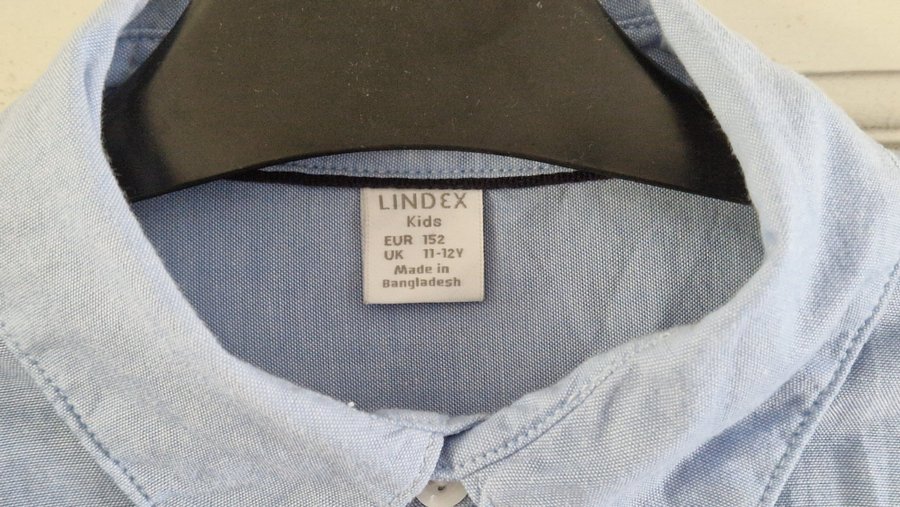 LINDEX
Kids
EUR 152
UK 11-12Y
Made in
Bangladesh